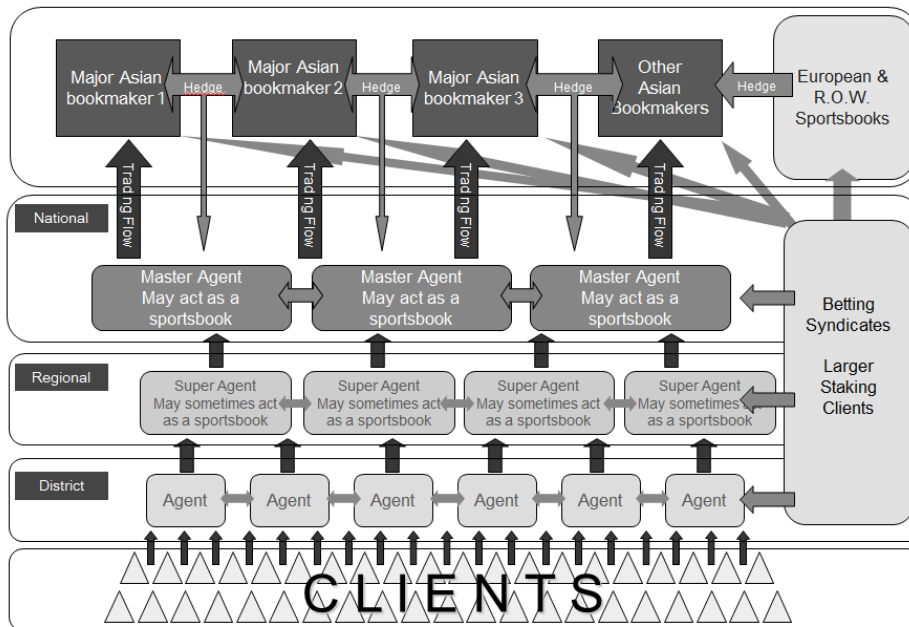 Major Asian
bookmaker 1
Hedge
Major Asian
bookmaker 2
Hedge
Major Asian
bookmaker 3
Hedge
Other
Asian
Bookmakers
Hedge
European &
R.O.W.
Sportsbooks
Trading Flow
Trading Flow
Trading Flow
Trading Flow
National
Master Agent
May act as a
sportsbook
Master Agent
May act as a
sportsbook
Master Agent
May act as a
sportsbook
Betting
Syndicates
Larger
Staking
Clients
Regional
Super Agent
May sometimes act
as a sportsbook
Super Agent
May sometimes act
as a sportsbook
Super Agent
May sometimes act
as a sportsbook
Super Agent
May sometimes
as a sportsbook
District
Agent
Agent
Agent
Agent
Agent
Agent
CLIENTS